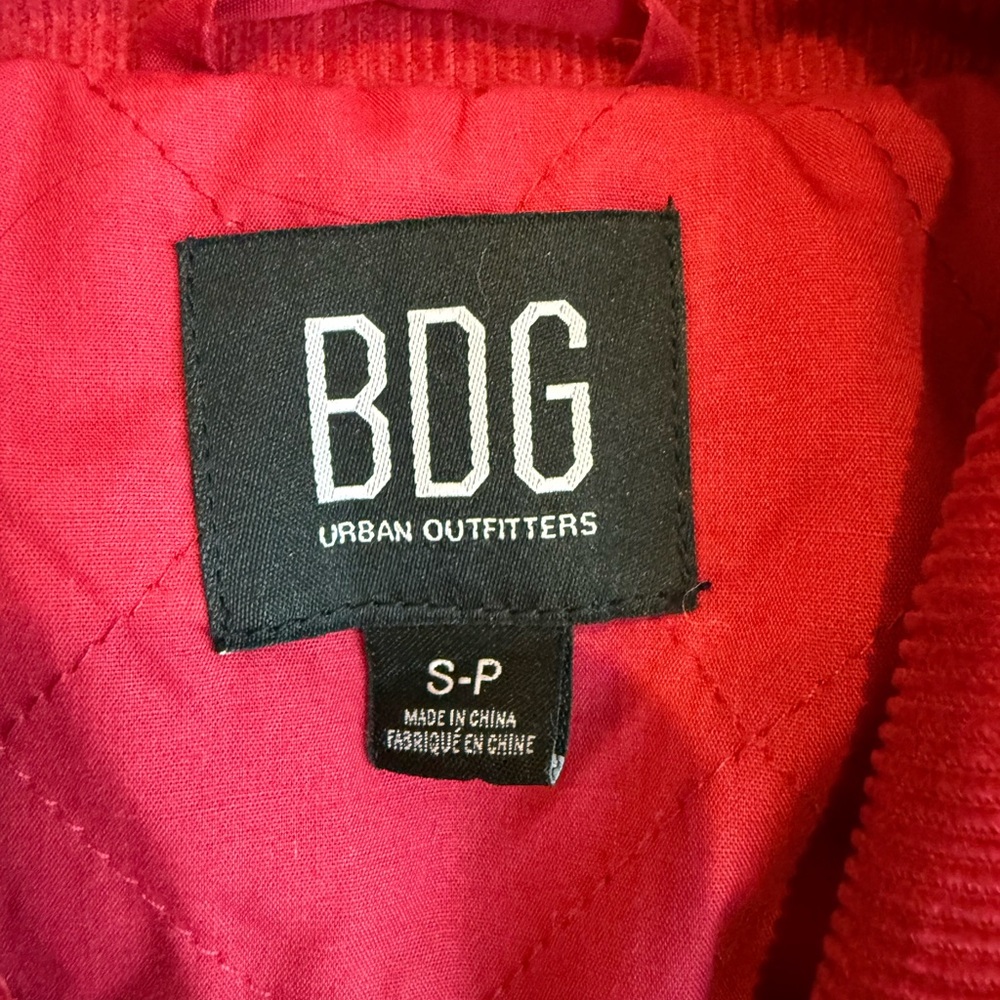 BDG
URBAN OUTFITTERS
S-P
MADE IN CHINA
FABRIQUÉ EN CHINE